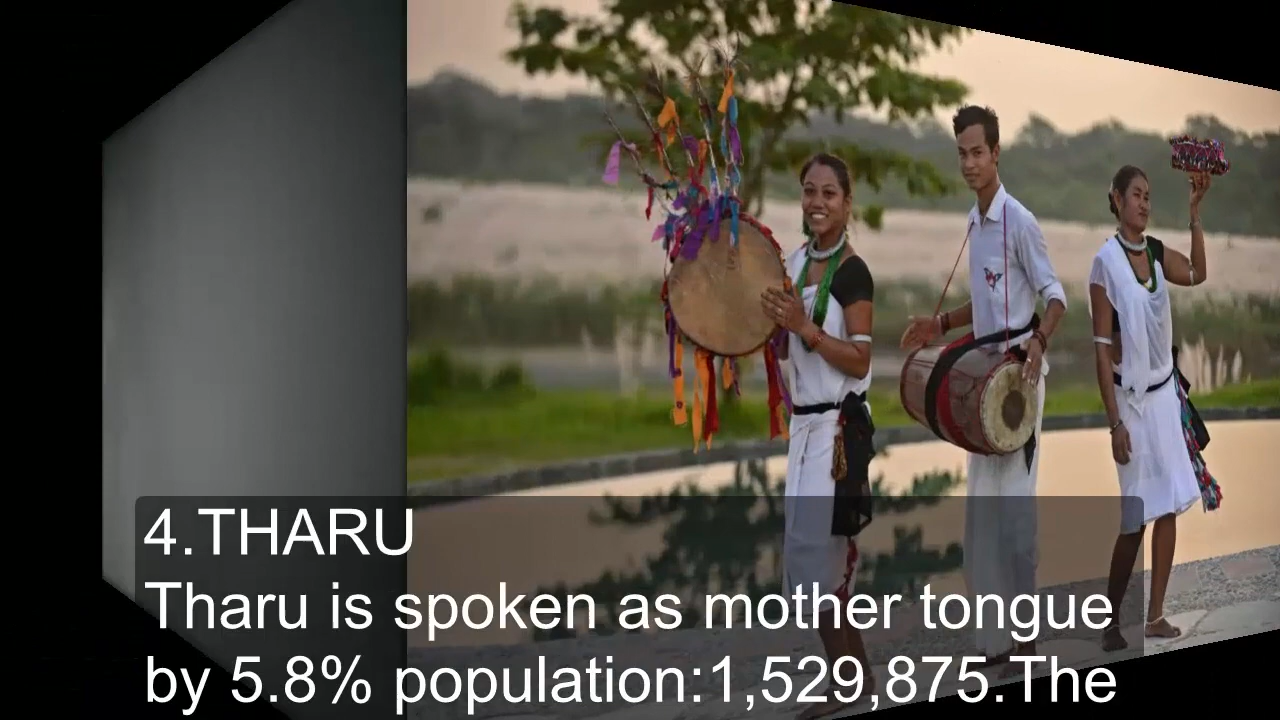 4.THARU
Tharu is spoken as mother tongue
by 5.8% population:1,529,875.The